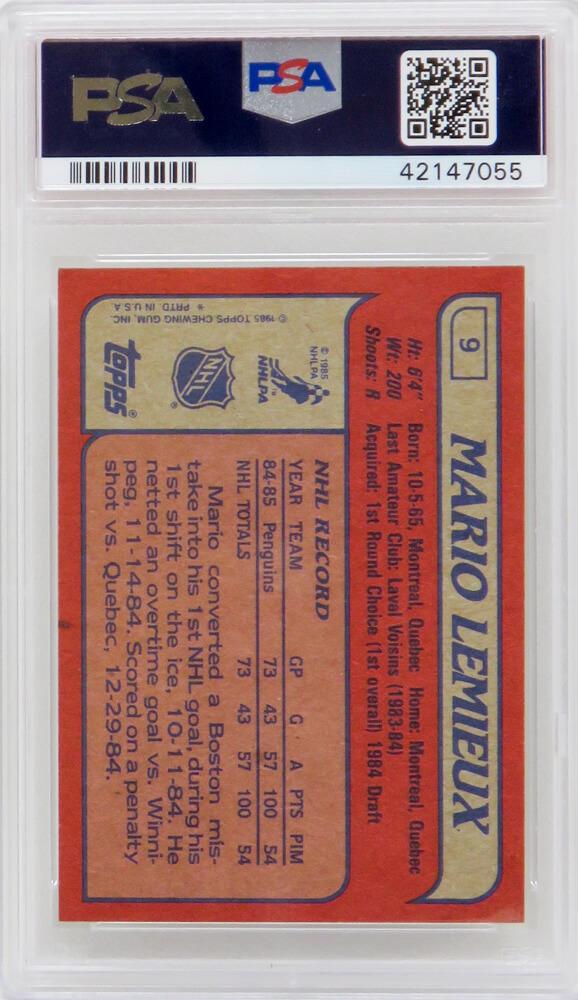 PSA
PSA
42147055
9
MARIO LEMIEUX
Ht: 6'4" Born: 10-5-65, Montreal, Quebec Home: Montreal, Quebec
Wt: 200 Last Amateur Club: Laval Voisins (1983-84)
Shoots: R Acquired: 1st Round Choice (1st overall) 1984 Draft
© 1985
NHLPA
NHLPA
NHL
topps
© 1985 TOPPS CHEWING GUM, INC.
* PRTD. IN U.S.A.
NHL RECORD
YEAR TEAM GP G A PTS PIM
84-85 Penguins 73 43 57 100 54
NHL TOTALS 73 43 57 100 54
Mario converted a Boston mis-
take into his 1st NHL goal, during his
1st shift on the ice, 10-11-84. He
netted an overtime goal vs. Winni-
peg, 11-14-84. Scored on a penalty
shot vs. Quebec, 12-29-84.